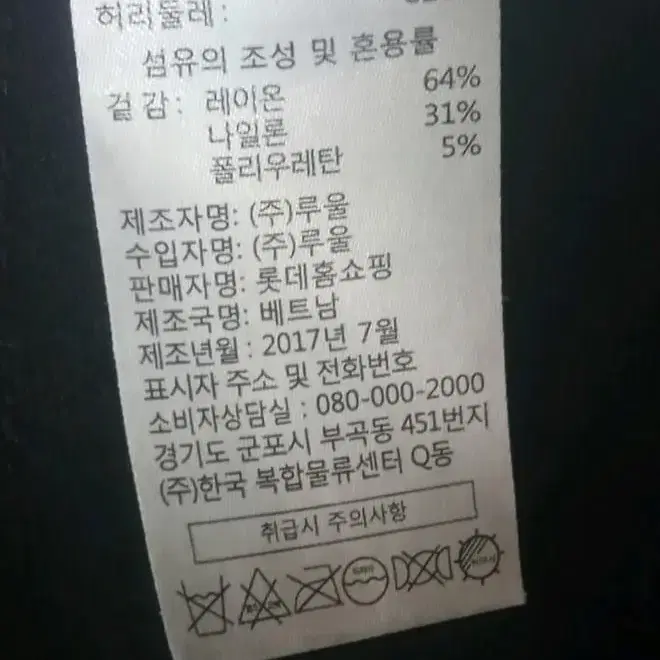 허리둘레 :
섬유의 조성 및 혼용률
겉 감 : 레이온 64%
나일론 31%
폴리우레탄 5%
제조자명: (주)루울
수입자명: (주)루울
판매자명: 롯데홈쇼핑
제조국명: 베트남
제조년월 : 2017년 7월
표시자 주소 및 전화번호
소비자상담실 : 080-000-2000
경기도 군포시 부곡동 451번지
(주)한국 복합물류센터 Q동
취급시 주의사항